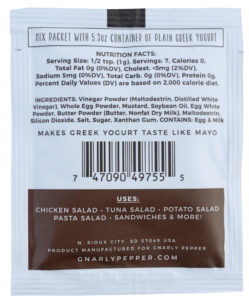 MIX PACKET WITH 5.3oz CONTAINER OF PLAIN GREEK YOGURT
NUTRITION FACTS:
Serving Size: 1/2 tsp. (1g), Servings: 7, Calories 0,
Total Fat 0g (0%DV), Cholest. <5mg (2%DV),
Sodium 5mg (0%DV), Total Carb. 0g (0%DV), Protein 0g,
Percent Daily Values (DV) are based on 2,000 calorie diet.
INGREDIENTS: Vinegar Powder (Maltodextrin, Distilled White
Vinegar), Whole Egg Powder, Mustard, Soybean Oil, Egg White
Powder, Butter Powder (Butter, Nonfat Dry Milk), Maltodextrin,
Silicon Dioxide, Salt, Sugar, Xanthan Gum. CONTAINS: Egg & Milk
MAKES GREEK YOGURT TASTE LIKE MAYO
7 47090 49755 5
USES:
CHICKEN SALAD • TUNA SALAD • POTATO SALAD
PASTA SALAD • SANDWICHES & MORE!
N. SIOUX CITY, SD 57049 USA
PRODUCT MANUFACTURED FOR GNARLY PEPPER
GNARLYPEPPER.COM